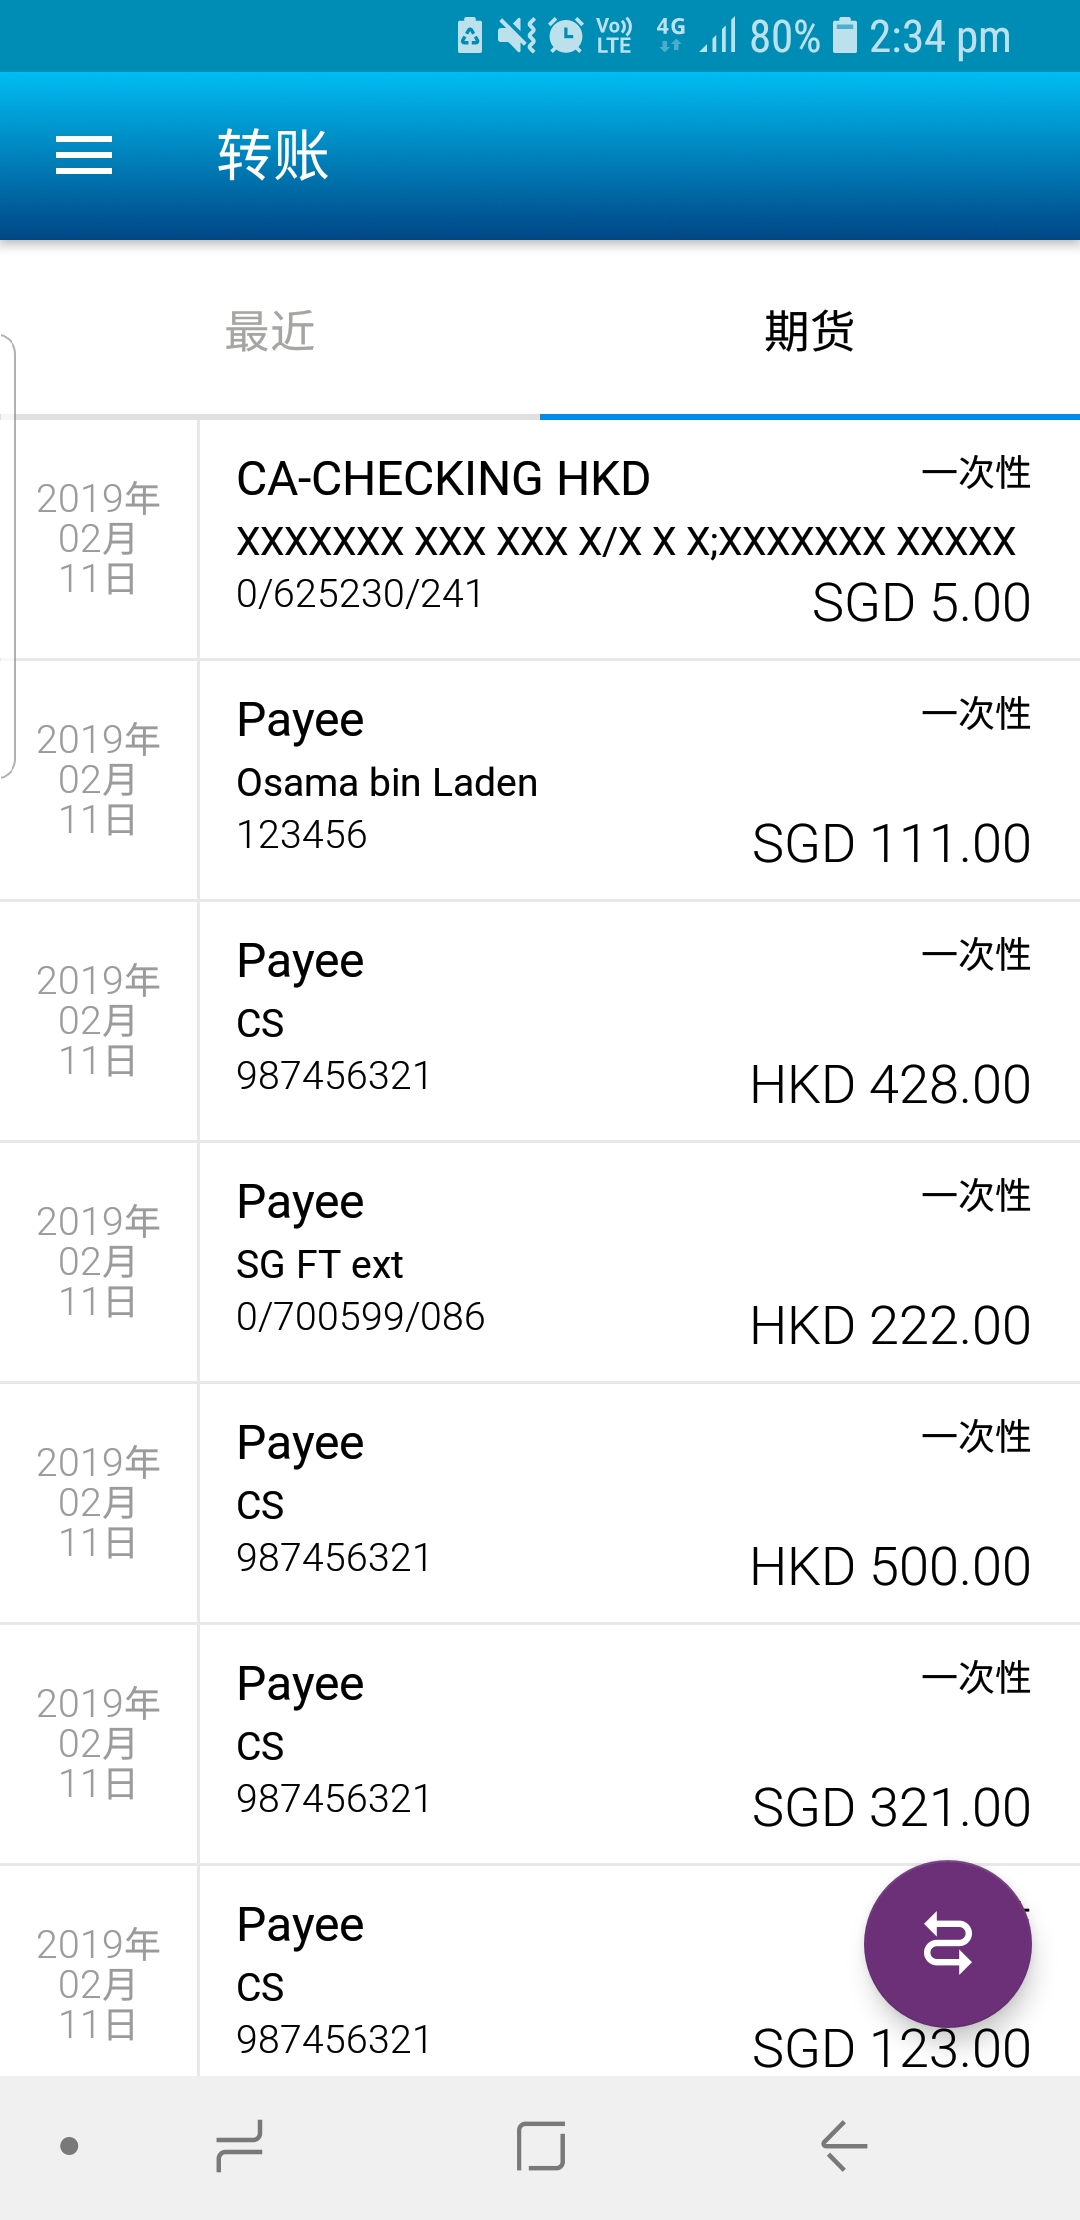 Vo)) LTE 4G 80% 2:34 pm
转账
最近
期货
2019年
02月
11日
CA-CHECKING HKD
一次性
XXXXXXX XXX XXX X/X X X;XXXXXXX XXXXX
0/625230/241
SGD 5.00
2019年
02月
11日
Payee
一次性
Osama bin Laden
123456
SGD 111.00
2019年
02月
11日
Payee
一次性
CS
987456321
HKD 428.00
2019年
02月
11日
Payee
一次性
SG FT ext
0/700599/086
HKD 222.00
2019年
02月
11日
Payee
一次性
CS
987456321
HKD 500.00
2019年
02月
11日
Payee
一次性
CS
987456321
SGD 321.00
2019年
02月
11日
Payee
CS
987456321
SGD 123.00